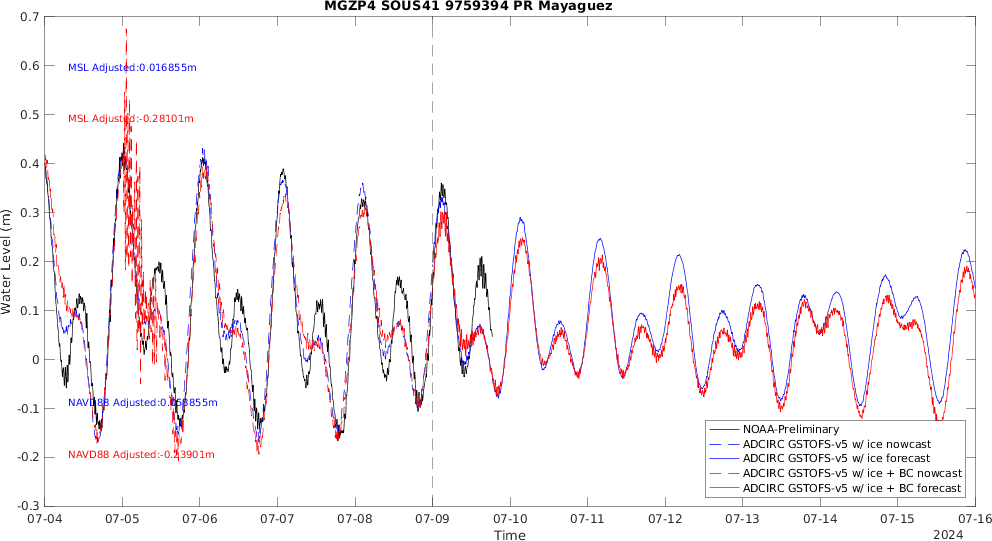 MGZP4 SOUS41 9759394 PR Mayaguez
0.7
0.6
0.5
0.4
0.3
0.2
0.1
0
-0.1
-0.2
-0.3
Water Level (m)
MSL Adjusted:0.016855m
MSL Adjusted:-0.28101m
NAVD88 Adjusted:0.058855m
NAVD88 Adjusted:-0.23901m
NOAA-Preliminary
ADCIRC GSTOFS-v5 w/ ice nowcast
ADCIRC GSTOFS-v5 w/ ice forecast
ADCIRC GSTOFS-v5 w/ ice + BC nowcast
ADCIRC GSTOFS-v5 w/ ice + BC forecast
07-04 07-05 07-06 07-07 07-08 07-09 07-10 07-11 07-12 07-13 07-14 07-15 07-16
Time
2024